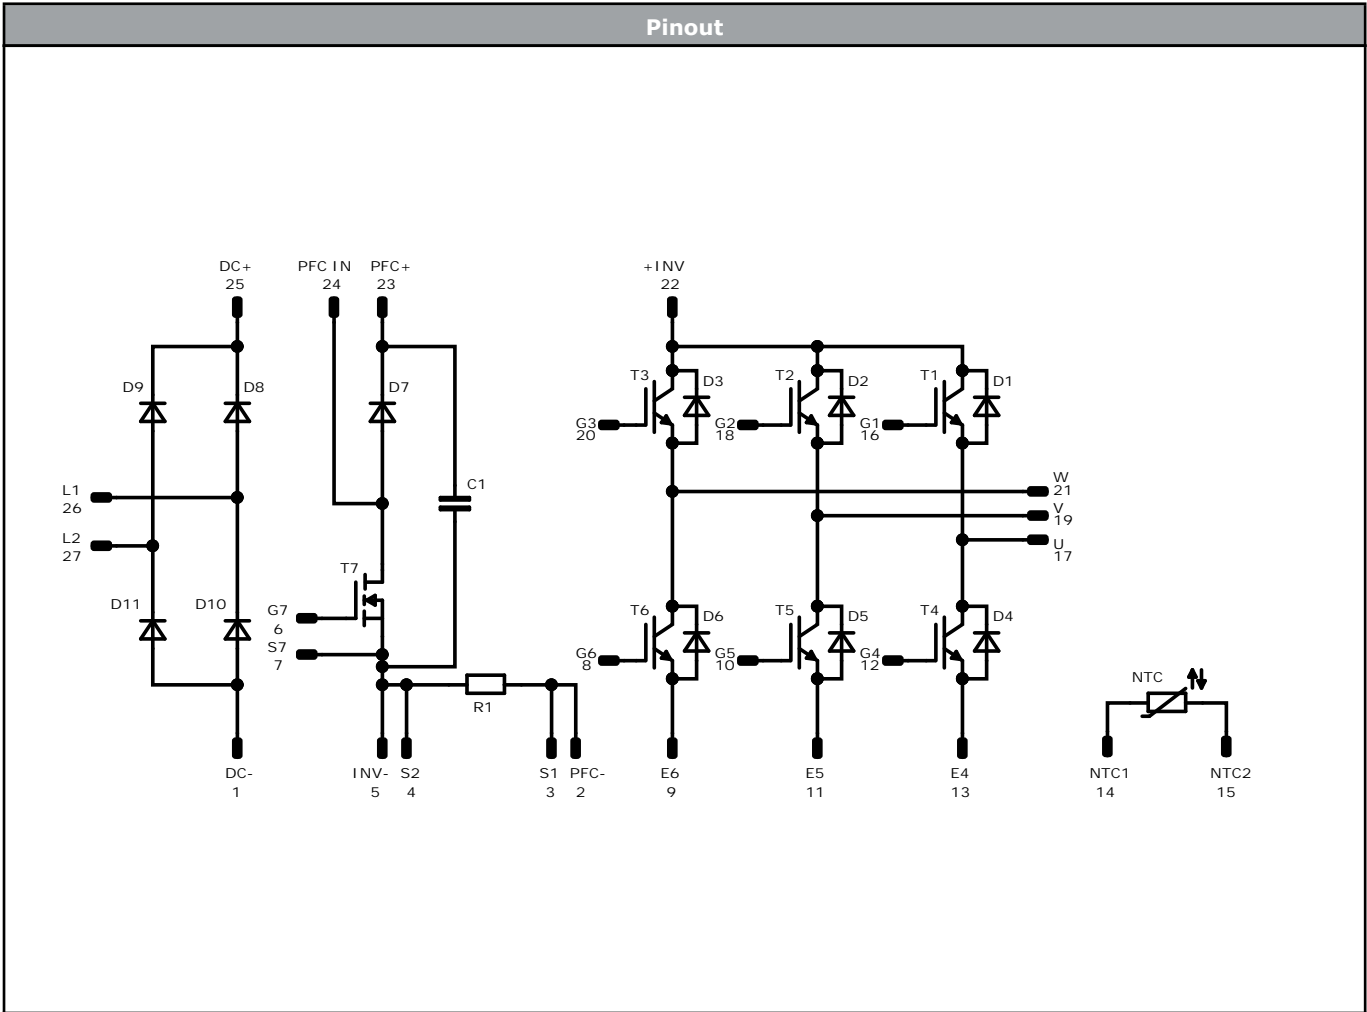 Pinout
DC+
25
PFC IN
24
PFC+
23
+INV
22
D9
D8
D7
T3
D3
T2
D2
T1
D1
G3
20
G2
18
G1
16
L1
26
L2
27
C1
W
21
V
19
U
17
D11
D10
T7
G7
6
S7
7
T6
D6
T5
D5
T4
D4
G6
8
G5
10
G4
12
R1
NTC
DC-
1
INV-
5
S2
4
S1
3
PFC-
2
E6
9
E5
11
E4
13
NTC1
14
NTC2
15